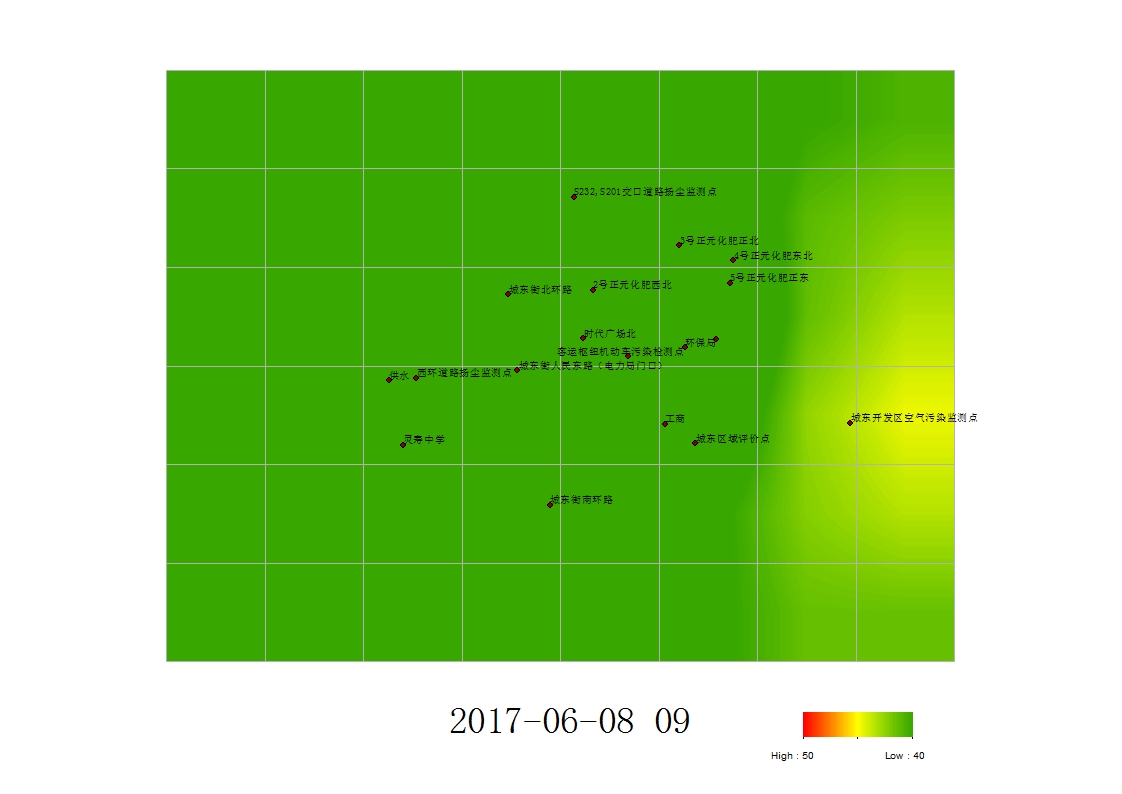 S232,S201交口道路扬尘监测点
3号正元化肥正北
4号正元化肥东北
5号正元化肥正东
2号正元化肥西北
城东街北环路
时代广场北
环保局
客运枢纽机动车污染检测点
城东街人民东路（电力局门口）
西环道路扬尘监测点
供水
城东开发区空气污染监测点
工商
城东区域评价点
灵寿中学
城东街南环路
2017-06-08 09
High : 50
Low : 40